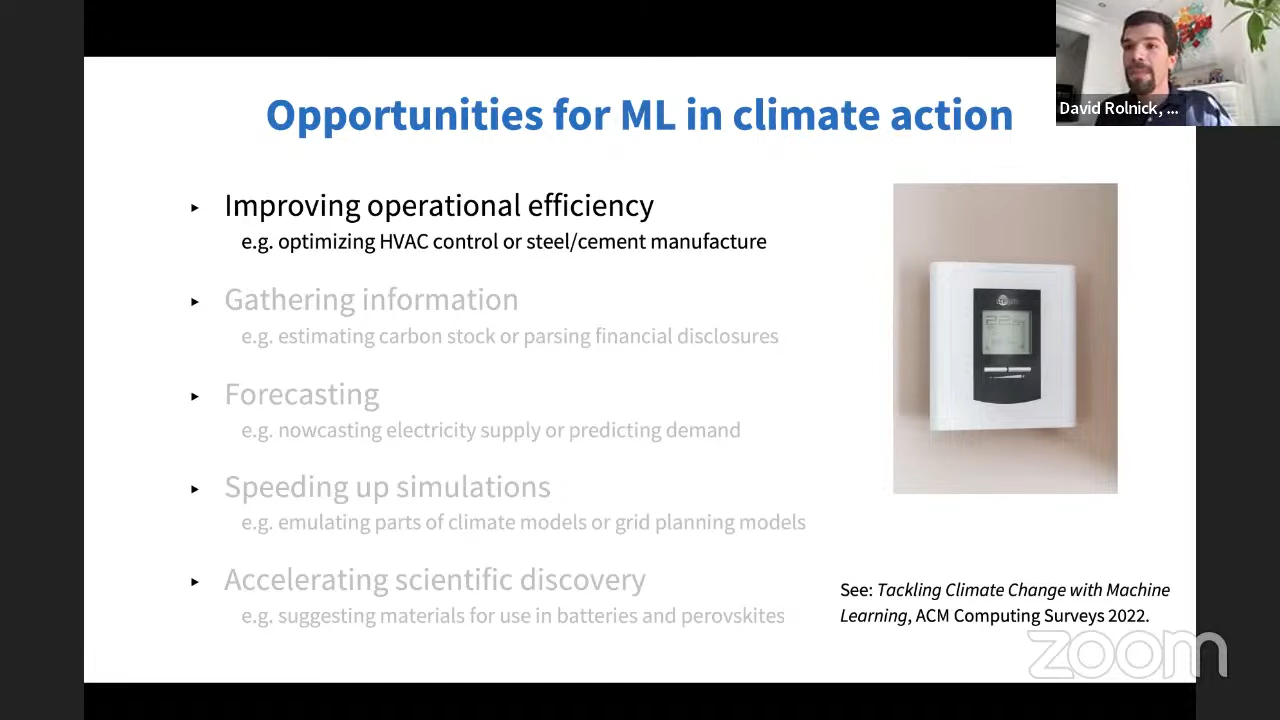 Opportunities for ML in climate action
David Rolnick, ...
▸ Improving operational efficiency
e.g. optimizing HVAC control or steel/cement manufacture
▸ Gathering information
e.g. estimating carbon stock or parsing financial disclosures
▸ Forecasting
e.g. nowcasting electricity supply or predicting demand
▸ Speeding up simulations
e.g. emulating parts of climate models or grid planning models
▸ Accelerating scientific discovery
e.g. suggesting materials for use in batteries and perovskites
See: Tackling Climate Change with Machine
Learning, ACM Computing Surveys 2022.
zoom